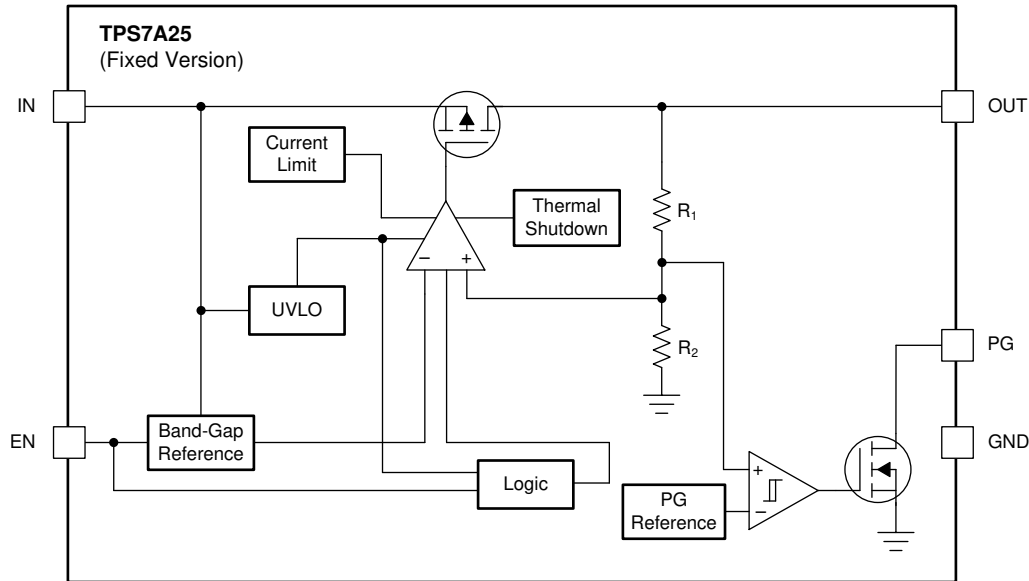 TPS7A25
(Fixed Version)
IN
OUT
Current
Limit
Thermal
Shutdown
R1
− +
UVLO
R2
PG
EN
Band-Gap
Reference
GND
Logic
+
PG
Reference
−